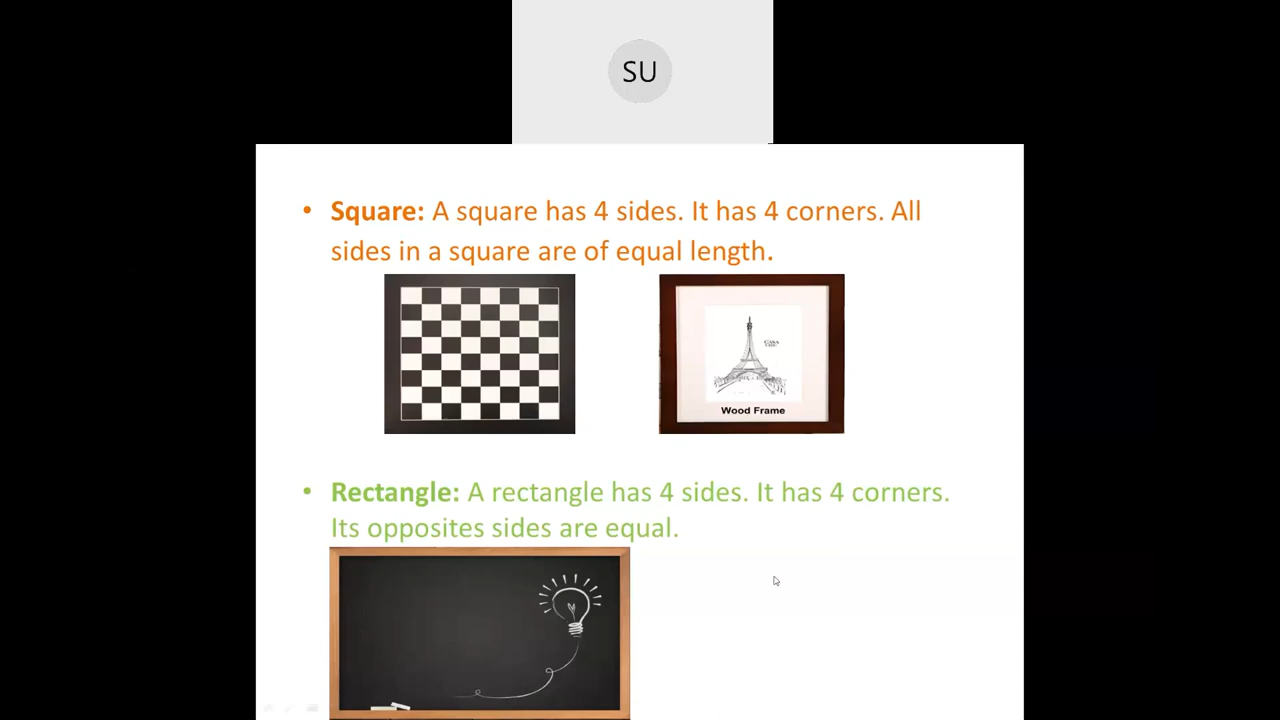 SU
• Square: A square has 4 sides. It has 4 corners. All
sides in a square are of equal length.
Wood Frame
• Rectangle: A rectangle has 4 sides. It has 4 corners.
Its opposites sides are equal.